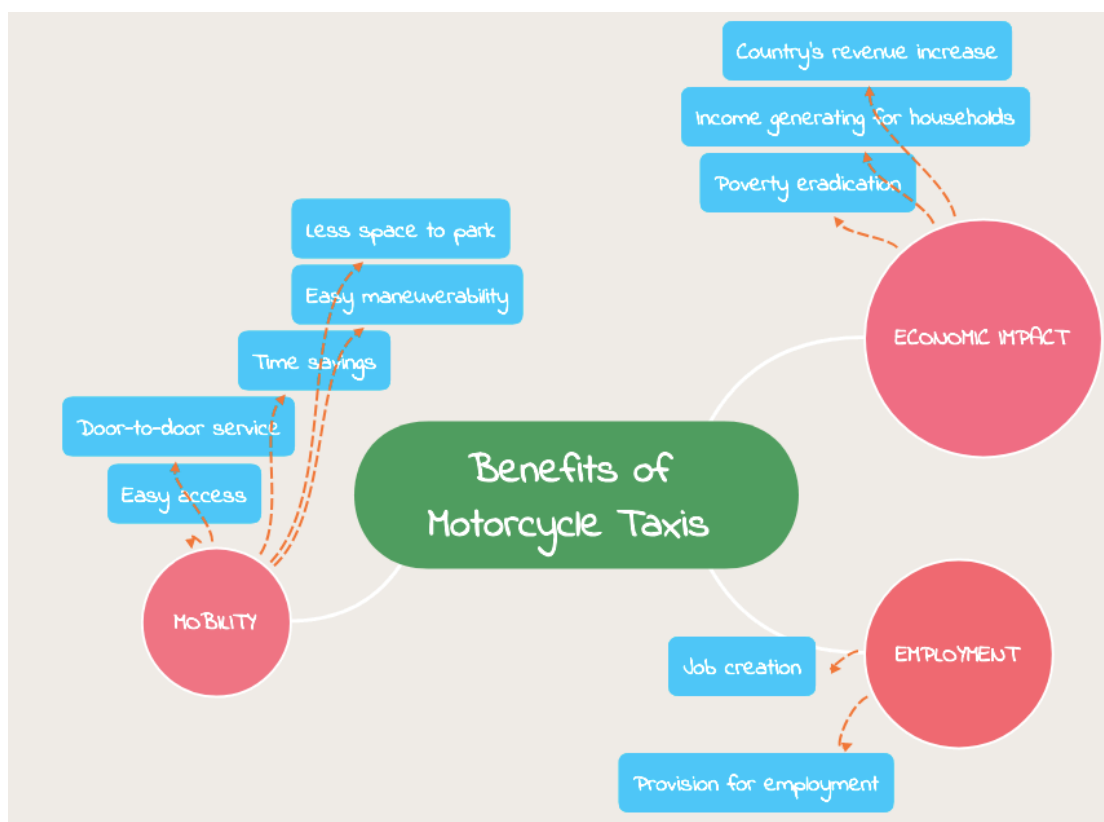 Country's revenue increase
Income generating for households
Poverty eradication
ECONOMIC IMPACT
Less space to park
Easy maneuverability
Time savings
Door-to-door service
Easy access
MOBILITY
Benefits of
Motorcycle Taxis
EMPLOYMENT
Job creation
Provision for employment